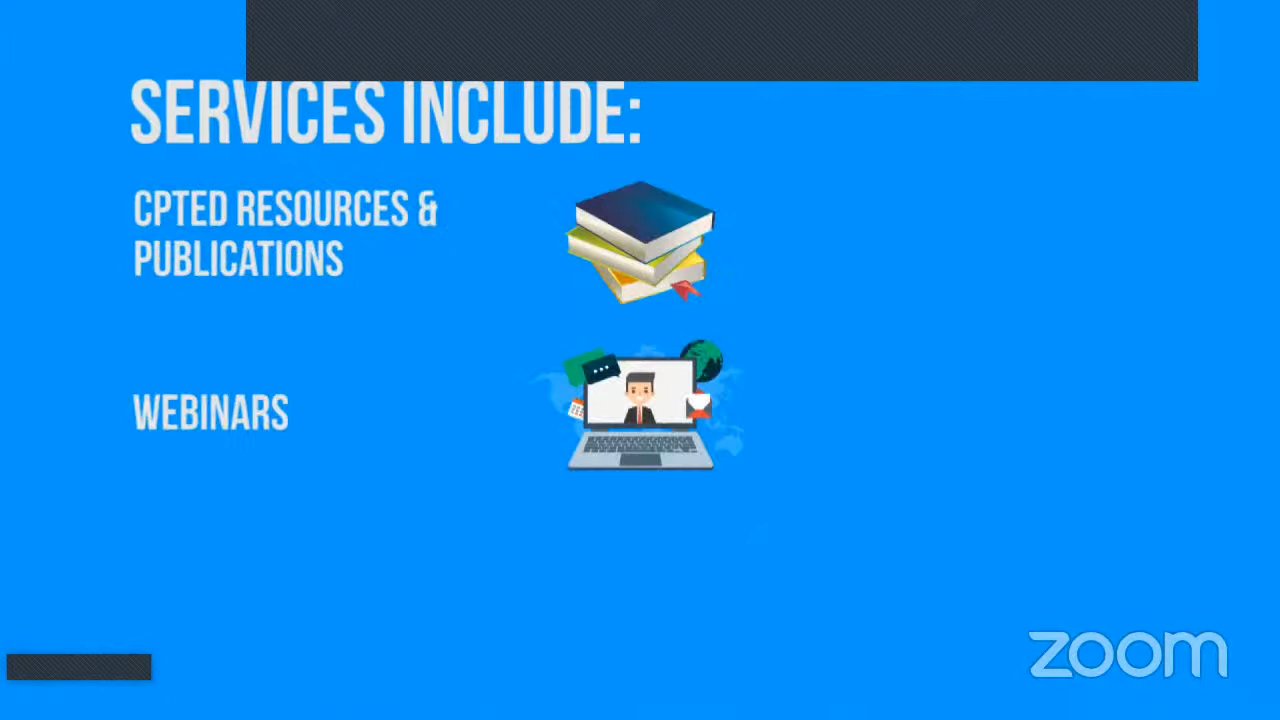 SERVICES INCLUDE:
CPTED RESOURCES &
PUBLICATIONS
WEBINARS
zoom